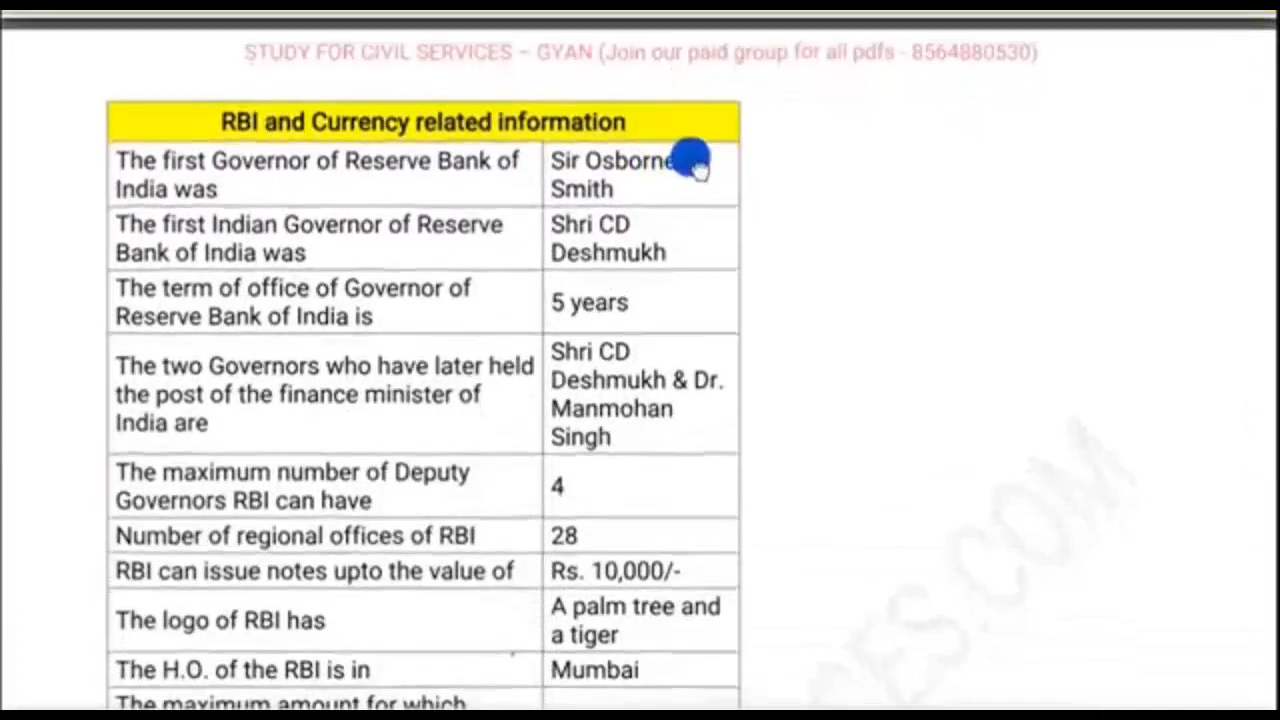 STUDY FOR CIVIL SERVICES – GYAN (Join our paid group for all pdfs - 8564880530)
RBI and Currency related information
The first Governor of Reserve Bank of
India was
Sir Osborne
Smith
The first Indian Governor of Reserve
Bank of India was
Shri CD
Deshmukh
The term of office of Governor of
Reserve Bank of India is
5 years
The two Governors who have later held
the post of the finance minister of
India are
Shri CD
Deshmukh & Dr.
Manmohan
Singh
The maximum number of Deputy
Governors RBI can have
4
Number of regional offices of RBI
28
RBI can issue notes upto the value of
Rs. 10,000/-
The logo of RBI has
A palm tree and
a tiger
The H.O. of the RBI is in
Mumbai
The maximum amount for which